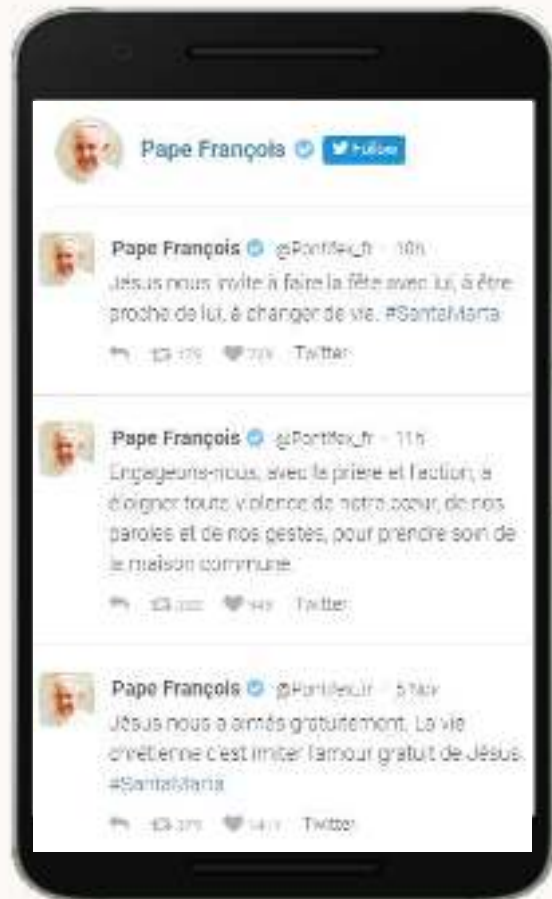 Pape François Follow
Pape François @Pontifex_fr · 10h
Jésus nous invite à faire la fête avec lui, à être
proche de lui, à changer de vie. #SantaMarta
Twitter
Pape François @Pontifex_fr · 11h
Engageons-nous, avec la prière et l'action, à
éloigner toute violence de notre cœur, de nos
paroles et de nos gestes, pour prendre soin de
la maison commune
Twitter
Pape François @Pontifex_fr · 5 Nov
Jésus nous a aimés gratuitement. La vie
chrétienne c'est imiter l'amour gratuit de Jésus.
#SantaMarta
Twitter